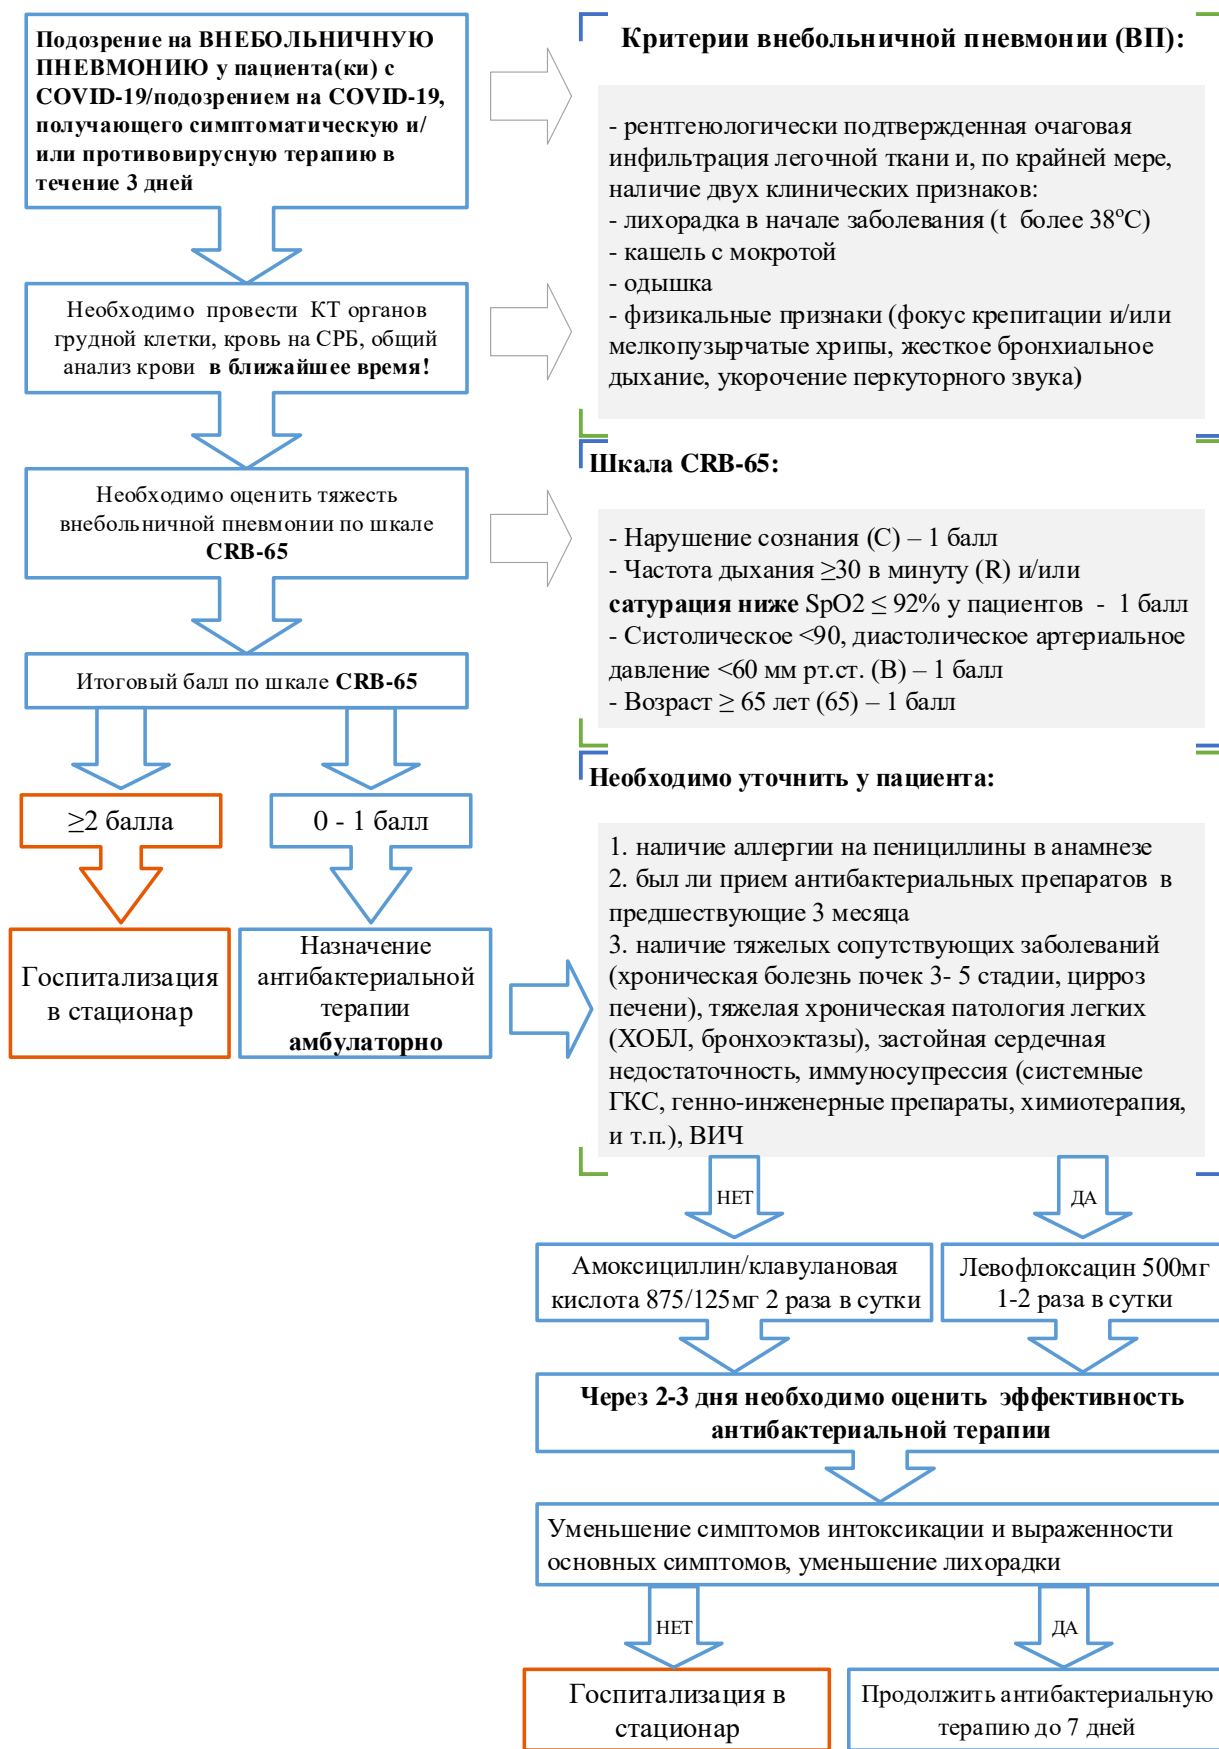 Подозрение на ВНЕБОЛЬНИЧНУЮ
ПНЕВМОНИЮ у пациента(ки) с
COVID-19/подозрением на COVID-19,
получающего симптоматическую и/
или противовирусную терапию в
течение 3 дней
Критерии внебольничной пневмонии (ВП):
- рентгенологически подтвержденная очаговая
инфильтрация легочной ткани и, по крайней мере,
наличие двух клинических признаков:
- лихорадка в начале заболевания (t более 38°С)
- кашель с мокротой
- одышка
- физикальные признаки (фокус крепитации и/или
мелкопузырчатые хрипы, жесткое бронхиальное
дыхание, укорочение перкуторного звука)
Необходимо провести КТ органов
грудной клетки, кровь на СРБ, общий
анализ крови в ближайшее время!
Необходимо оценить тяжесть
внебольничной пневмонии по шкале
CRB-65
Шкала CRB-65:
- Нарушение сознания (С) – 1 балл
- Частота дыхания ≥30 в минуту (R) и/или
сатурация ниже SpO2 ≤ 92% у пациентов - 1 балл
- Систолическое <90, диастолическое артериальное
давление <60 мм рт.ст. (В) – 1 балл
- Возраст ≥ 65 лет (65) – 1 балл
Итоговый балл по шкале CRB-65
≥2 балла
0 - 1 балл
Госпитализация
в стационар
Назначение
антибактериальной
терапии
амбулаторно
Необходимо уточнить у пациента:
1. наличие аллергии на пенициллины в анамнезе
2. был ли прием антибактериальных препаратов в
предшествующие 3 месяца
3. наличие тяжелых сопутствующих заболеваний
(хроническая болезнь почек 3- 5 стадии, цирроз
печени), тяжелая хроническая патология легких
(ХОБЛ, бронхоэктазы), застойная сердечная
недостаточность, иммуносупрессия (системные
ГКС, генно-инженерные препараты, химиотерапия,
и т.п.), ВИЧ
НЕТ
ДА
Амоксициллин/клавулановая
кислота 875/125мг 2 раза в сутки
Левофлоксацин 500мг
1-2 раза в сутки
Через 2-3 дня необходимо оценить эффективность
антибактериальной терапии
Уменьшение симптомов интоксикации и выраженности
основных симптомов, уменьшение лихорадки
НЕТ
ДА
Госпитализация в
стационар
Продолжить антибактериальную
терапию до 7 дней